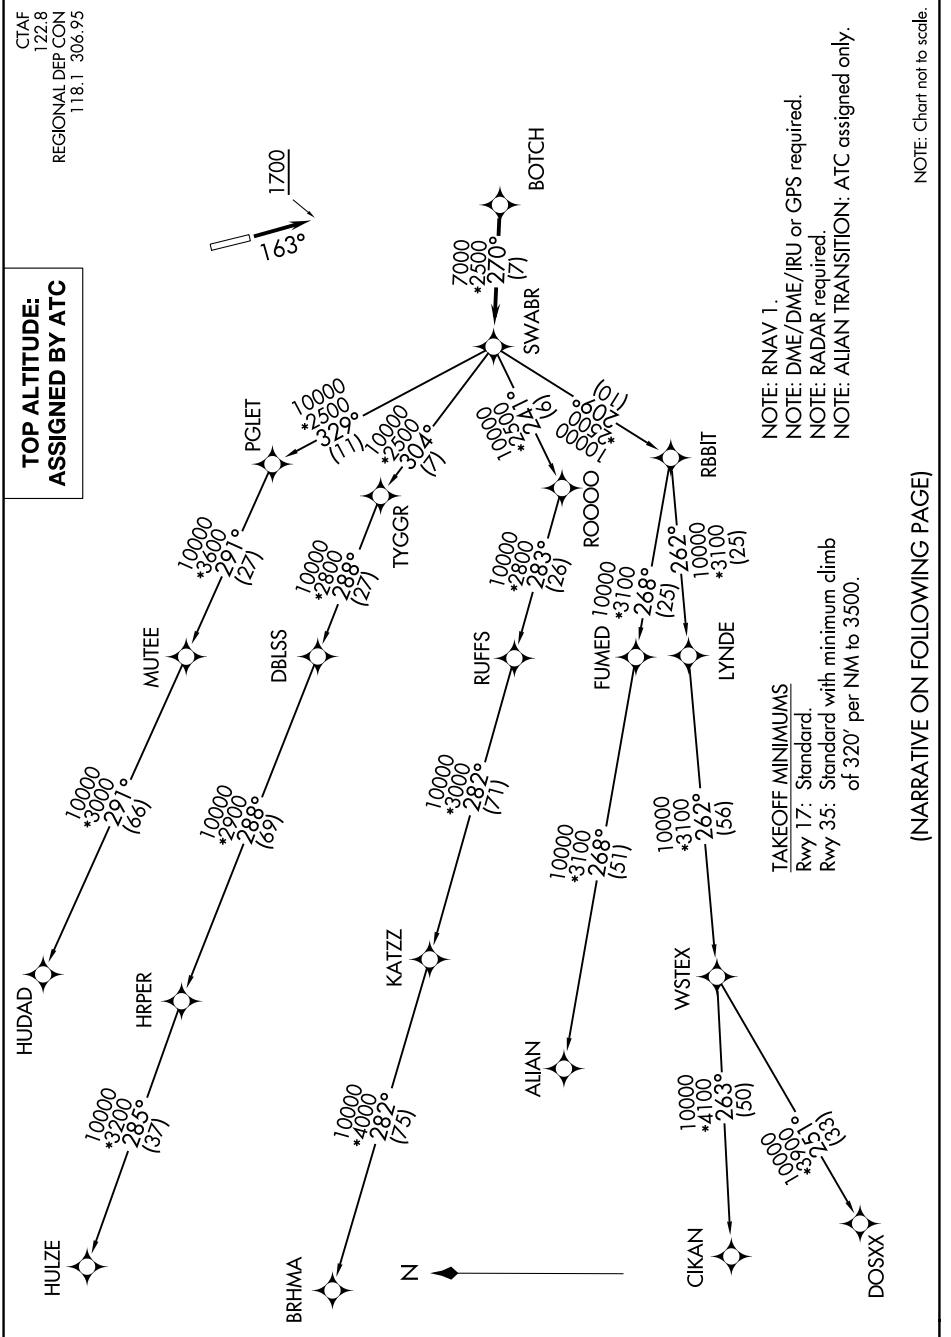 CTAF
122.8
REGIONAL DEP CON
118.1 306.95
TOP ALTITUDE:
ASSIGNED BY ATC
1700
163°
BOTCH
7000
*2500
270°
(7)
SWABR
10000
*2500
329°
(11)
PGLET
10000
*3600
291°
(27)
MUTEE
10000
*3000
291°
(66)
HUDAD
10000
*2500
304°
(7)
TYGGR
10000
*2800
288°
(27)
DBLSS
10000
*2900
288°
(69)
HRPER
10000
*3200
285°
(37)
HULZE
10000
*2500
241°
(6)
ROOOO
10000
*2800
283°
(26)
RUFFS
10000
*3000
282°
(71)
KATZZ
10000
*4000
282°
(75)
BRHMA
10000
*2500
209°
(10)
RBBIT
10000
*3100
268°
(25)
FUMED
10000
*3100
268°
(51)
ALIAN
262°
10000
*3100
(25)
LYNDE
10000
*3100
262°
(56)
WSTEX
10000
*4100
263°
(50)
CIKAN
10000
*3900
251°
(33)
DOSXX
N
NOTE: RNAV 1.
NOTE: DME/DME/IRU or GPS required.
NOTE: RADAR required.
NOTE: ALIAN TRANSITION: ATC assigned only.
TAKEOFF MINIMUMS
Rwy 17: Standard.
Rwy 35: Standard with minimum climb
of 320' per NM to 3500.
(NARRATIVE ON FOLLOWING PAGE)
NOTE: Chart not to scale.